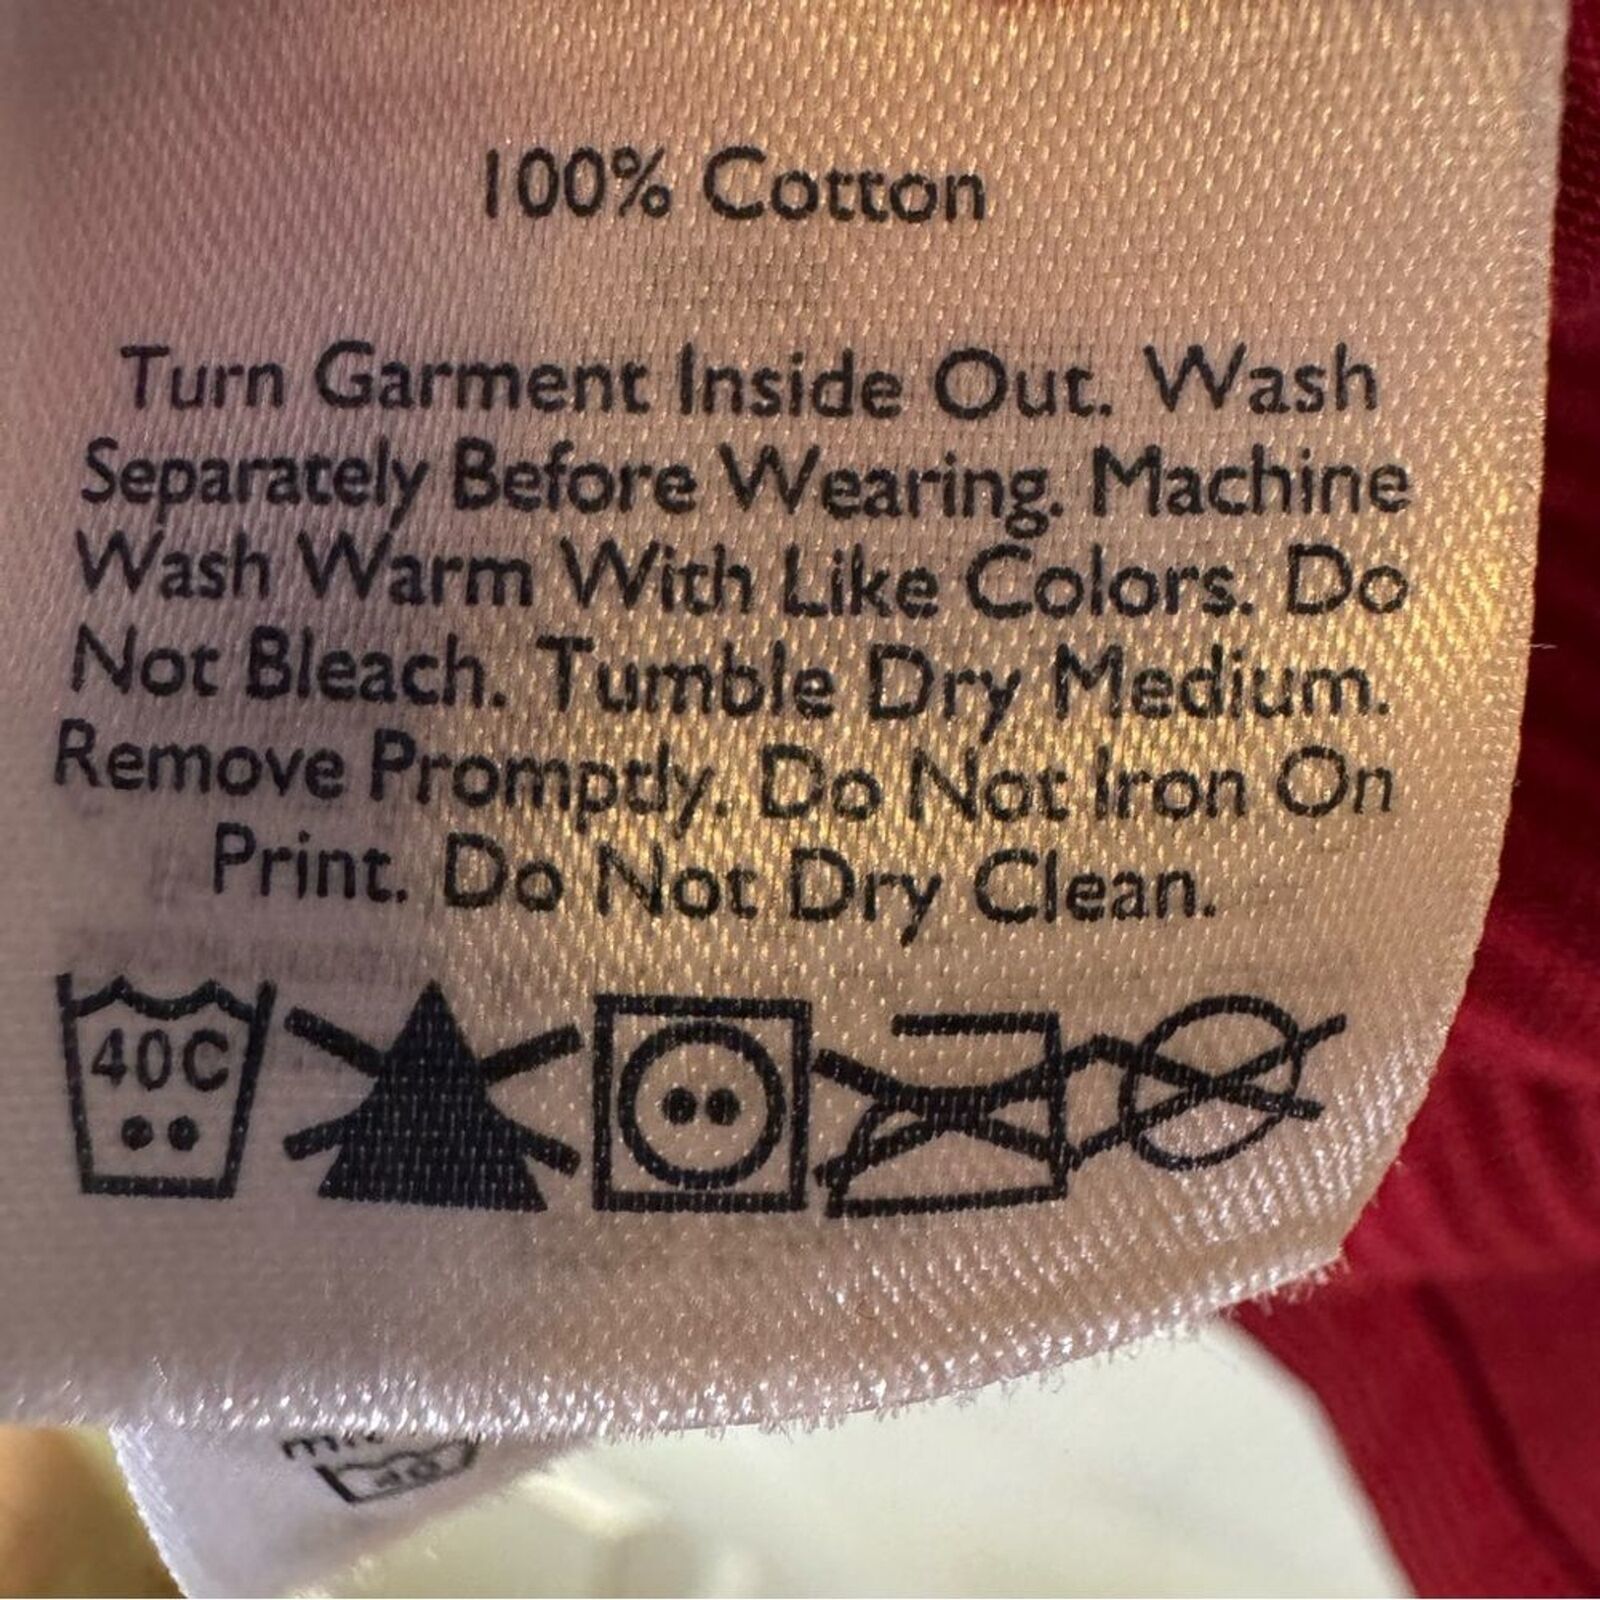 100% Cotton
Turn Garment Inside Out. Wash
Separately Before Wearing. Machine
Wash Warm With Like Colors. Do
Not Bleach. Tumble Dry Medium.
Remove Promptly. Do Not Iron On
Print. Do Not Dry Clean.
40C